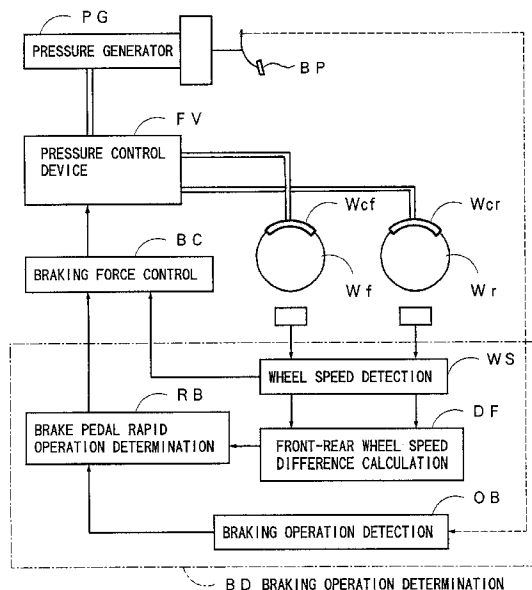 PG
PRESSURE GENERATOR
BP
FV
PRESSURE CONTROL
DEVICE
Wcf
Wcr
BC
BRAKING FORCE CONTROL
Wf
Wr
WS
WHEEL SPEED DETECTION
RB
DF
BRAKE PEDAL RAPID
OPERATION DETERMINATION
FRONT-REAR WHEEL SPEED
DIFFERENCE CALCULATION
OB
BRAKING OPERATION DETECTION
BD BRAKING OPERATION DETERMINATION